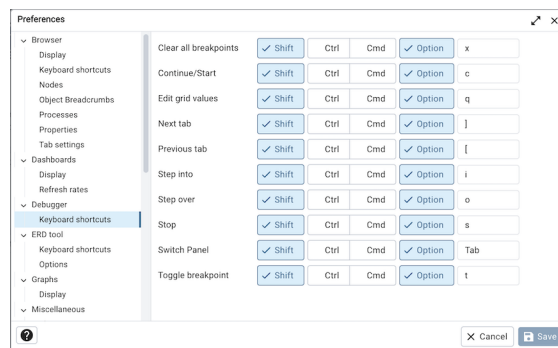 Preferences
Browser
Display
Keyboard shortcuts
Nodes
Object Breadcrumbs
Processes
Properties
Tab settings
Dashboards
Display
Refresh rates
Debugger
Keyboard shortcuts
ERD tool
Keyboard shortcuts
Options
Graphs
Display
Miscellaneous
Clear all breakpoints Shift Ctrl Cmd Option x
Continue/Start Shift Ctrl Cmd Option c
Edit grid values Shift Ctrl Cmd Option q
Next tab Shift Ctrl Cmd Option ]
Previous tab Shift Ctrl Cmd Option [
Step into Shift Ctrl Cmd Option i
Step over Shift Ctrl Cmd Option o
Stop Shift Ctrl Cmd Option s
Switch Panel Shift Ctrl Cmd Option Tab
Toggle breakpoint Shift Ctrl Cmd Option t
? Cancel Save